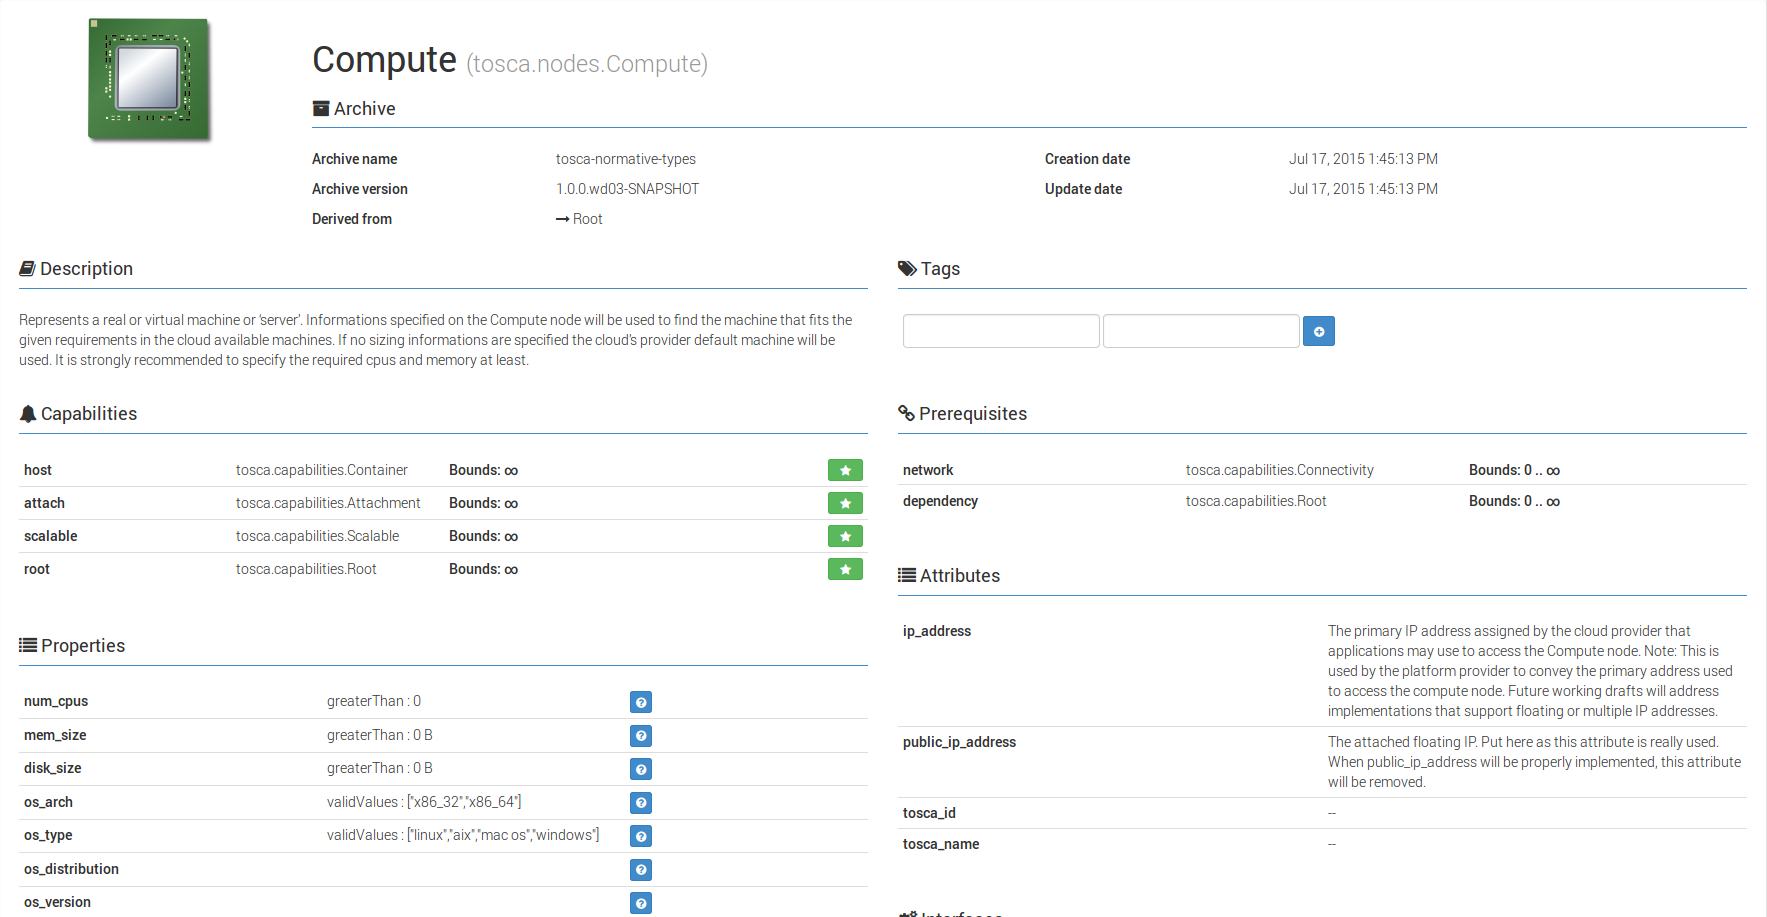 Compute (tosca.nodes.Compute)
Archive
Archive name tosca-normative-types Creation date Jul 17, 2015 1:45:13 PM
Archive version 1.0.0.wd03-SNAPSHOT Update date Jul 17, 2015 1:45:13 PM
Derived from Root
Description
Represents a real or virtual machine or 'server'. Informations specified on the Compute node will be used to find the machine that fits the
given requirements in the cloud available machines. If no sizing informations are specified the cloud's provider default machine will be
used. It is strongly recommended to specify the required cpus and memory at least.
Tags
Capabilities
host tosca.capabilities.Container Bounds: ∞
attach tosca.capabilities.Attachment Bounds: ∞
scalable tosca.capabilities.Scalable Bounds: ∞
root tosca.capabilities.Root Bounds: ∞
Prerequisites
network tosca.capabilities.Connectivity Bounds: 0 .. ∞
dependency tosca.capabilities.Root Bounds: 0 .. ∞
Properties
num_cpus greaterThan : 0
mem_size greaterThan : 0 B
disk_size greaterThan : 0 B
os_arch validValues : ["x86_32","x86_64"]
os_type validValues : ["linux","aix","mac os","windows"]
os_distribution
os_version
Attributes
ip_address The primary IP address assigned by the cloud provider that
applications may use to access the Compute node. Note: This is
used by the platform provider to convey the primary address used
to access the compute node. Future working drafts will address
implementations that support floating or multiple IP addresses.
public_ip_address The attached floating IP. Put here as this attribute is really used.
When public_ip_address will be properly implemented, this attribute
will be removed.
tosca_id --
tosca_name --
Interfaces